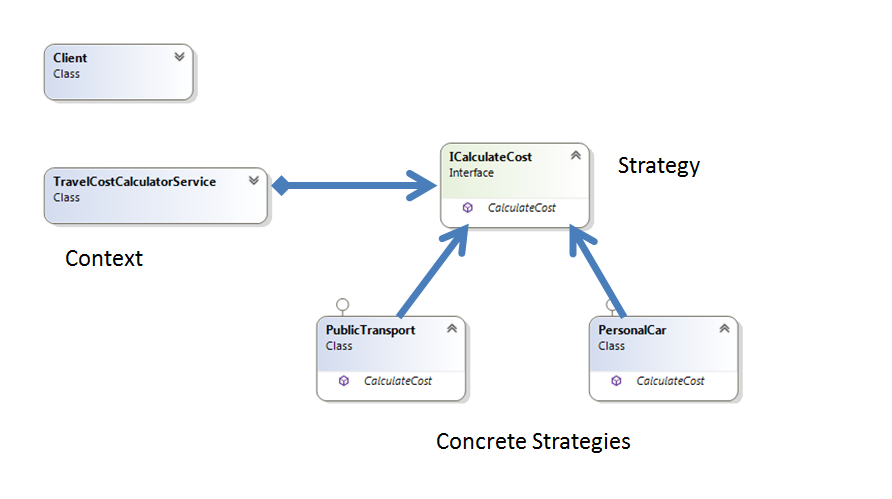 Client
Class
ICalculateCost
Interface
CalculateCost
Strategy
TravelCostCalculatorService
Class
Context
PublicTransport
Class
CalculateCost
PersonalCar
Class
CalculateCost
Concrete Strategies